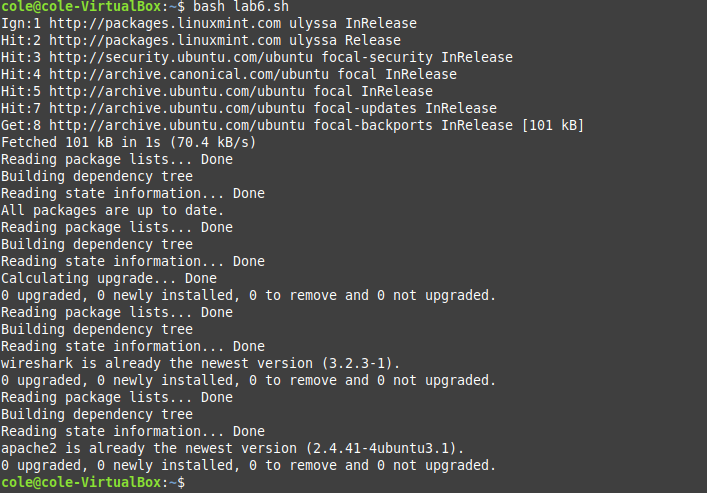 cole@cole-VirtualBox:~$ bash lab6.sh
Ign:1 http://packages.linuxmint.com ulyssa InRelease
Hit:2 http://packages.linuxmint.com ulyssa Release
Hit:3 http://security.ubuntu.com/ubuntu focal-security InRelease
Hit:4 http://archive.canonical.com/ubuntu focal InRelease
Hit:5 http://archive.ubuntu.com/ubuntu focal InRelease
Hit:7 http://archive.ubuntu.com/ubuntu focal-updates InRelease
Get:8 http://archive.ubuntu.com/ubuntu focal-backports InRelease [101 kB]
Fetched 101 kB in 1s (70.4 kB/s)
Reading package lists... Done
Building dependency tree
Reading state information... Done
All packages are up to date.
Reading package lists... Done
Building dependency tree
Reading state information... Done
Calculating upgrade... Done
0 upgraded, 0 newly installed, 0 to remove and 0 not upgraded.
Reading package lists... Done
Building dependency tree
Reading state information... Done
wireshark is already the newest version (3.2.3-1).
0 upgraded, 0 newly installed, 0 to remove and 0 not upgraded.
Reading package lists... Done
Building dependency tree
Reading state information... Done
apache2 is already the newest version (2.4.41-4ubuntu3.1).
0 upgraded, 0 newly installed, 0 to remove and 0 not upgraded.
cole@cole-VirtualBox:~$